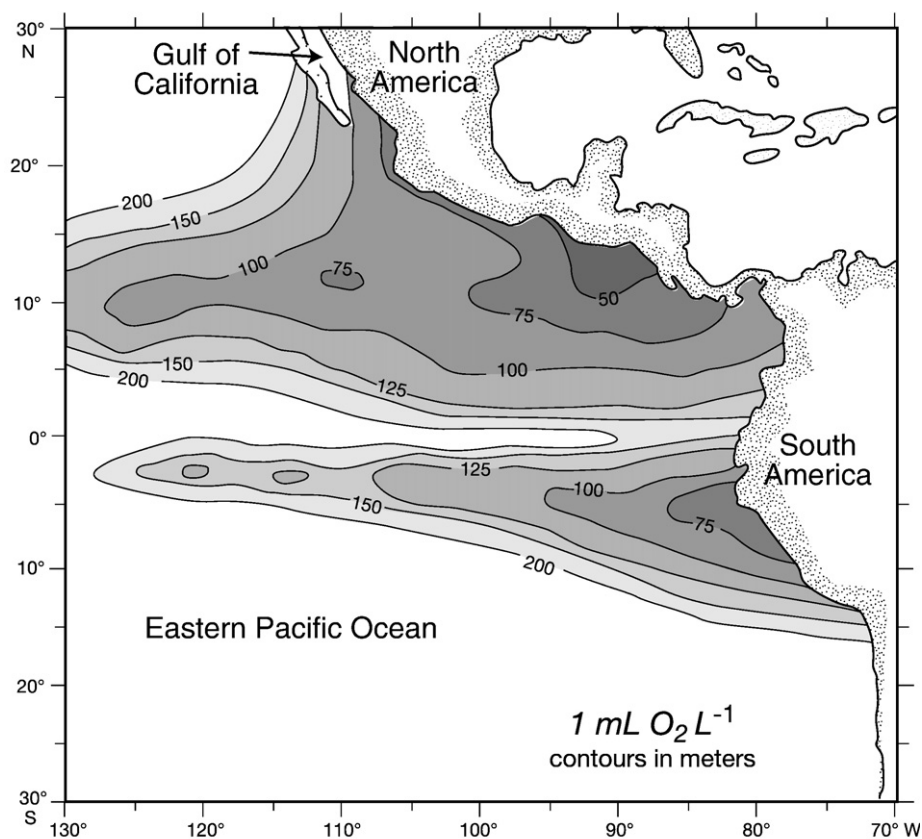 30°
N
20°
10°
0°
10°
20°
30°
S
130°
120°
110°
100°
90°
80°
70° W
Gulf of
California
North
America
200
150
100
75
50
75
100
150
125
200
South
America
125
100
75
150
200
Eastern Pacific Ocean
1 mL O₂ L⁻¹
contours in meters